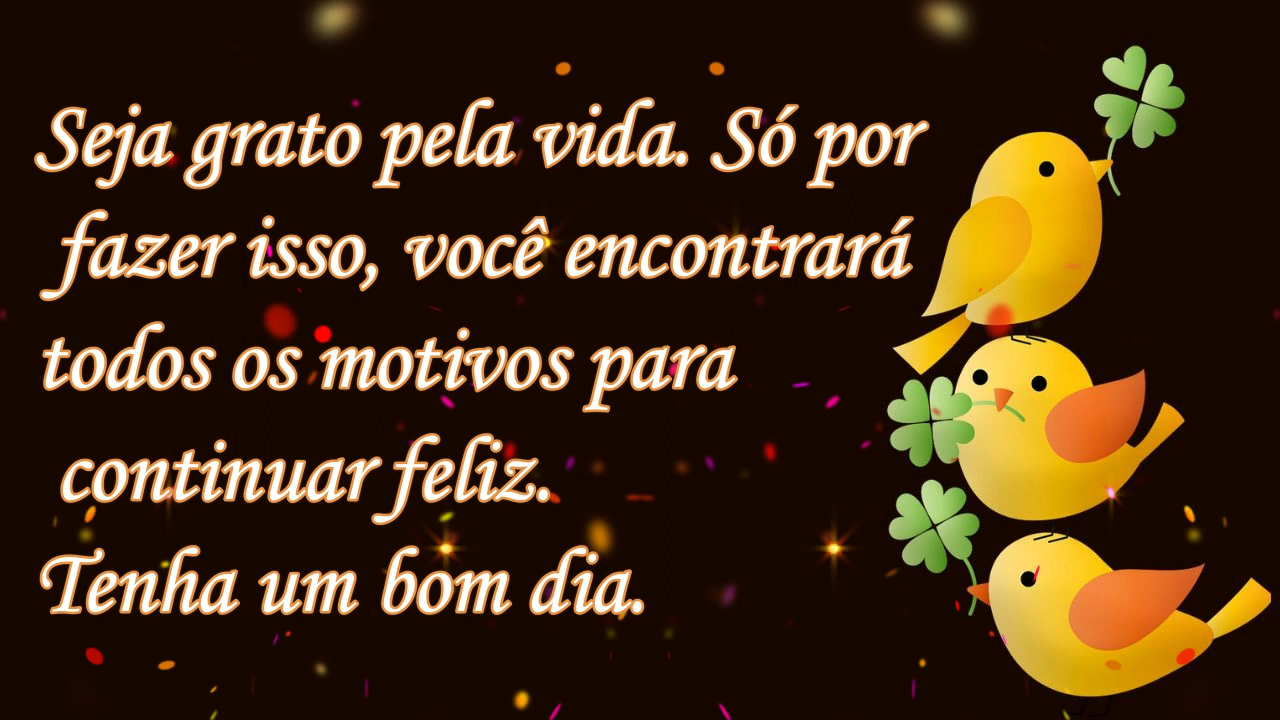 Seja grato pela vida. Só por
fazer isso, você encontrará
todos os motivos para
continuar feliz.
Tenha um bom dia.